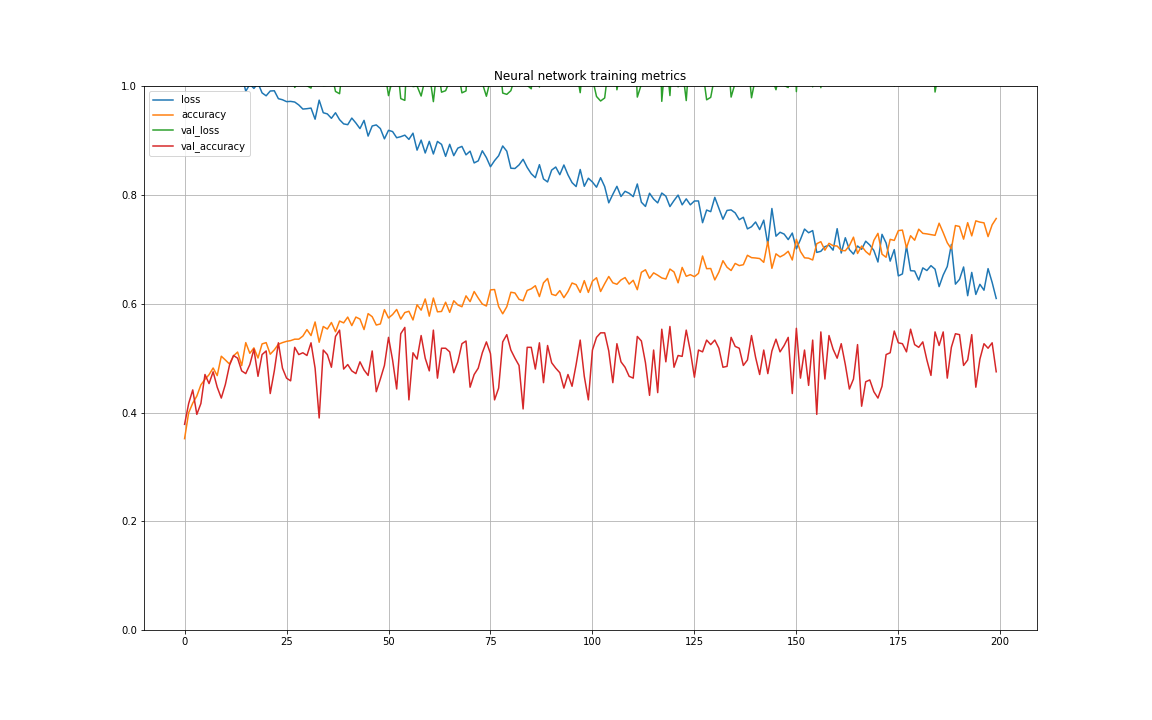 Neural network training metrics
1.0
loss
accuracy
val_loss
val_accuracy
0.8
0.6
0.4
0.2
0.0
0 25 50 75 100 125 150 175 200